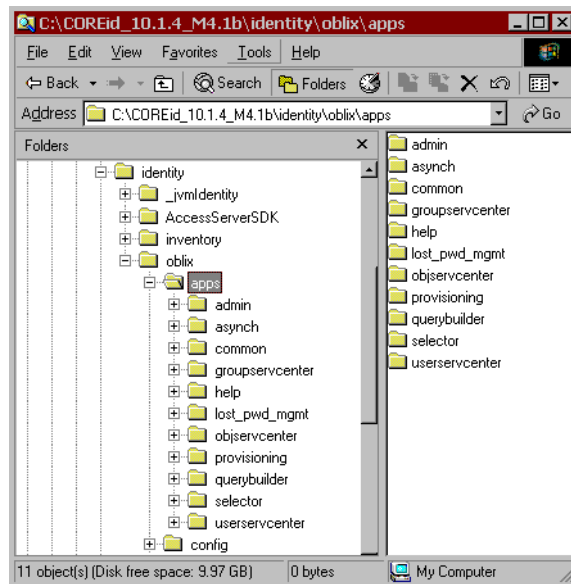 C:\COREid_10.1.4_M4.1b\identity\oblix\apps
File Edit View Favorites Tools Help
Back Search Folders
Address C:\COREid_10.1.4_M4.1b\identity\oblix\apps Go
Folders
identity
_jvmIdentity
AccessServerSDK
inventory
oblix
apps
admin
asynch
common
groupservcenter
help
lost_pwd_mgmt
objservcenter
provisioning
querybuilder
selector
userservcenter
config
admin
asynch
common
groupservcenter
help
lost_pwd_mgmt
objservcenter
provisioning
querybuilder
selector
userservcenter
11 object(s) (Disk free space: 9.97 GB) 0 bytes My Computer